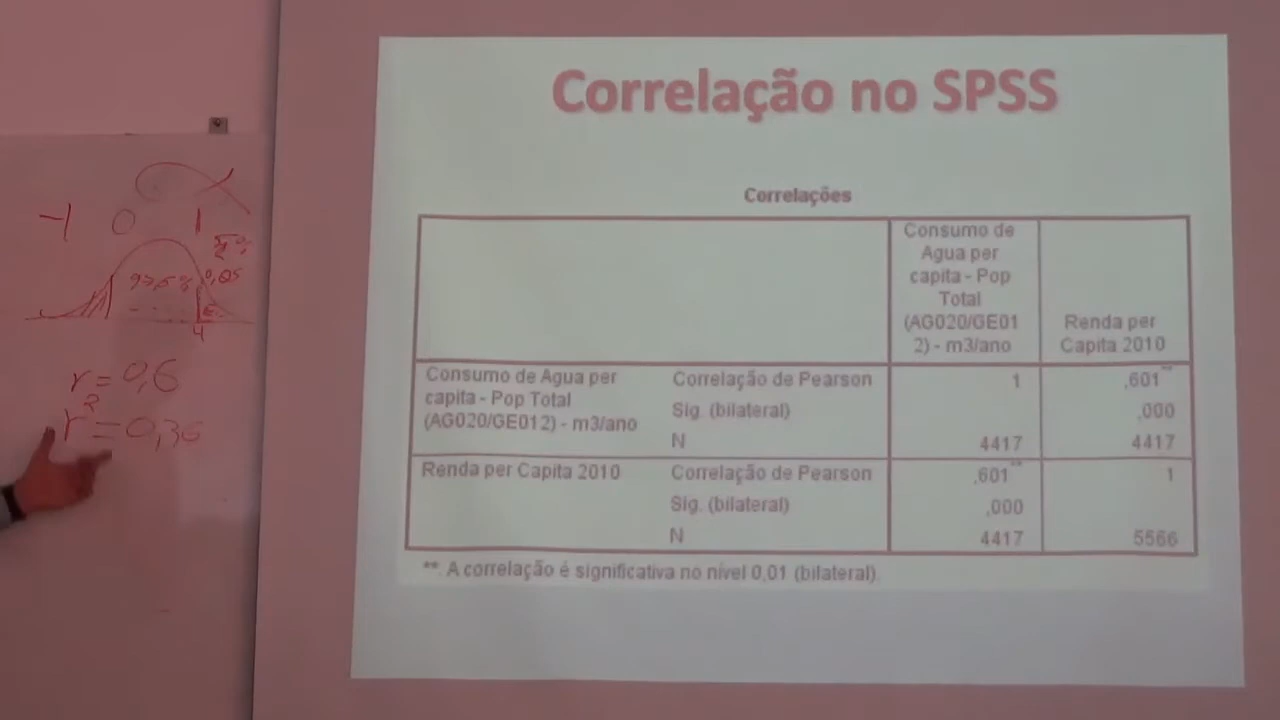 Correlação no SPSS
Correlações
Consumo de
Agua per
capita - Pop
Total
(AG020/GE01
2) - m3/ano
Renda per
Capita 2010
Consumo de Agua per
capita - Pop Total
(AG020/GE012) - m3/ano
Correlação de Pearson 1 ,601**
Sig. (bilateral) ,000
N 4417 4417
Renda per Capita 2010 Correlação de Pearson ,601** 1
Sig. (bilateral) ,000
N 4417 5566
**. A correlação é significativa no nível 0,01 (bilateral).
-1 0 1
4
r = 0,6
r² = 0,36